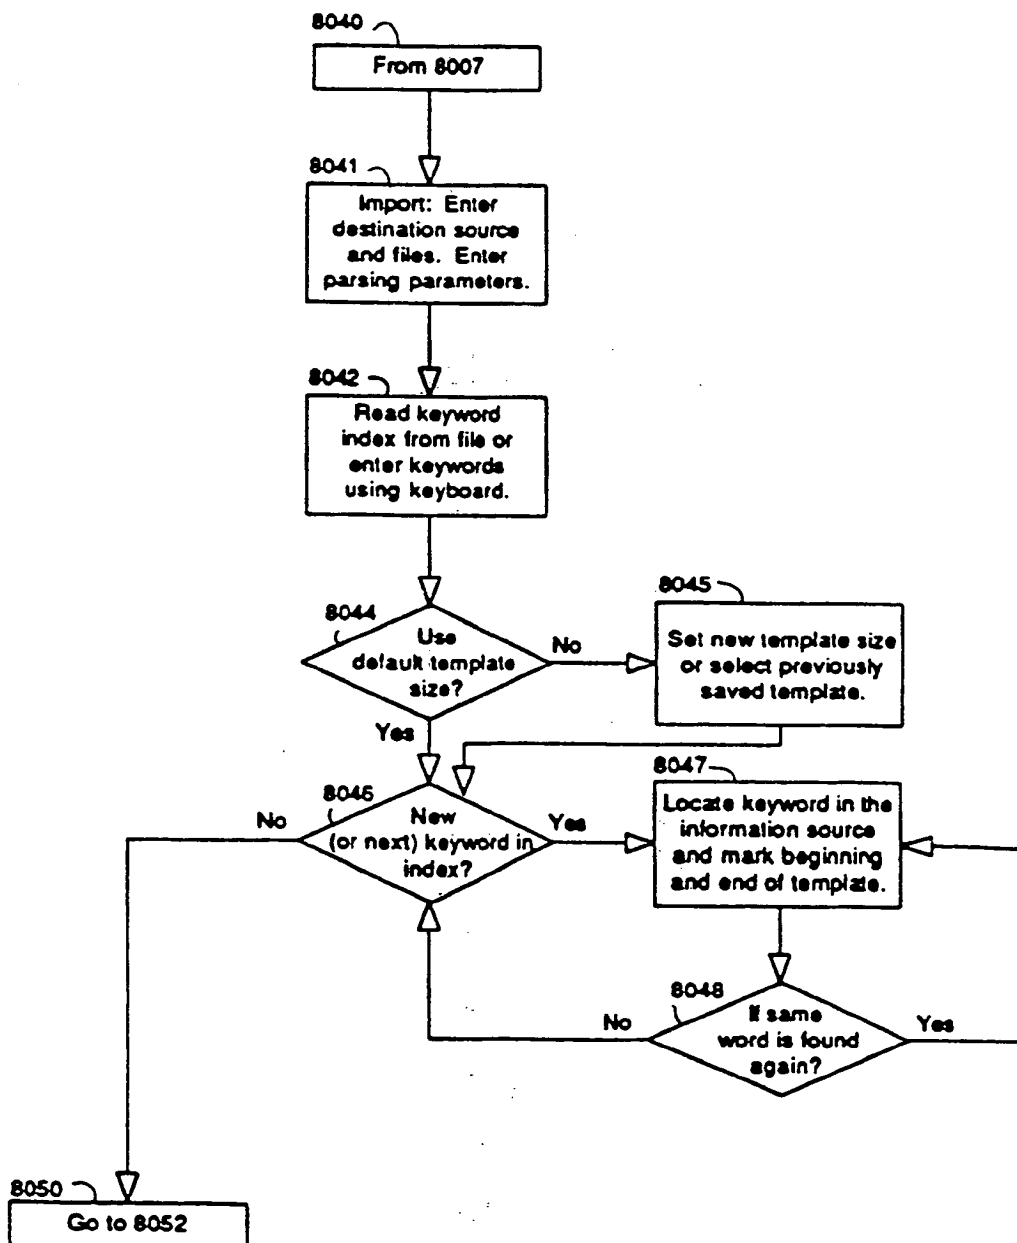 8040
From 8007
8041
Import: Enter
destination source
and files. Enter
parsing parameters.
8042
Read keyword
index from file or
enter keywords
using keyboard.
8044
Use
default template
size?
No
Yes
8045
Set new template size
or select previously
saved template.
8046
New
(or next) keyword in
index?
No
Yes
8047
Locate keyword in the
information source
and mark beginning
and end of template.
8048
If same
word is found
again?
No
Yes
8050
Go to 8052